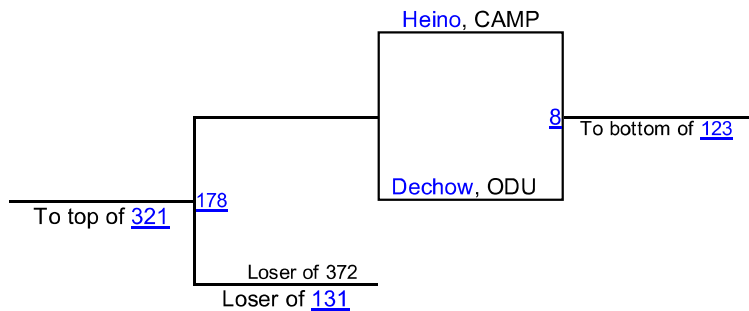 Heino, CAMP
8
To bottom of 123
Dechow, ODU
178
To top of 321
Loser of 372
Loser of 131